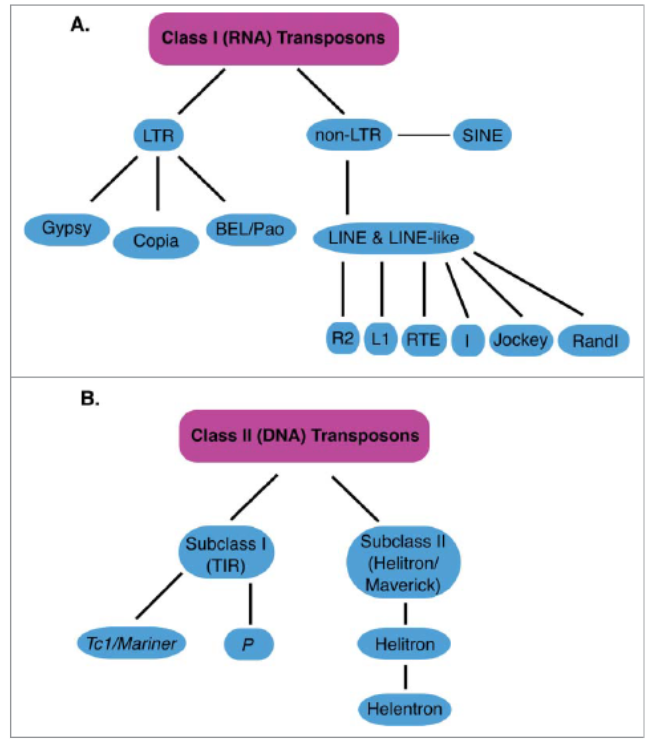 A.
Class I (RNA) Transposons
LTR
non-LTR
SINE
Gypsy
Copia
BEL/Pao
LINE & LINE-like
R2
L1
RTE
I
Jockey
RandI
B.
Class II (DNA) Transposons
Subclass I
(TIR)
Subclass II
(Helitron/
Maverick)
Tc1/Mariner
P
Helitron
Helentron